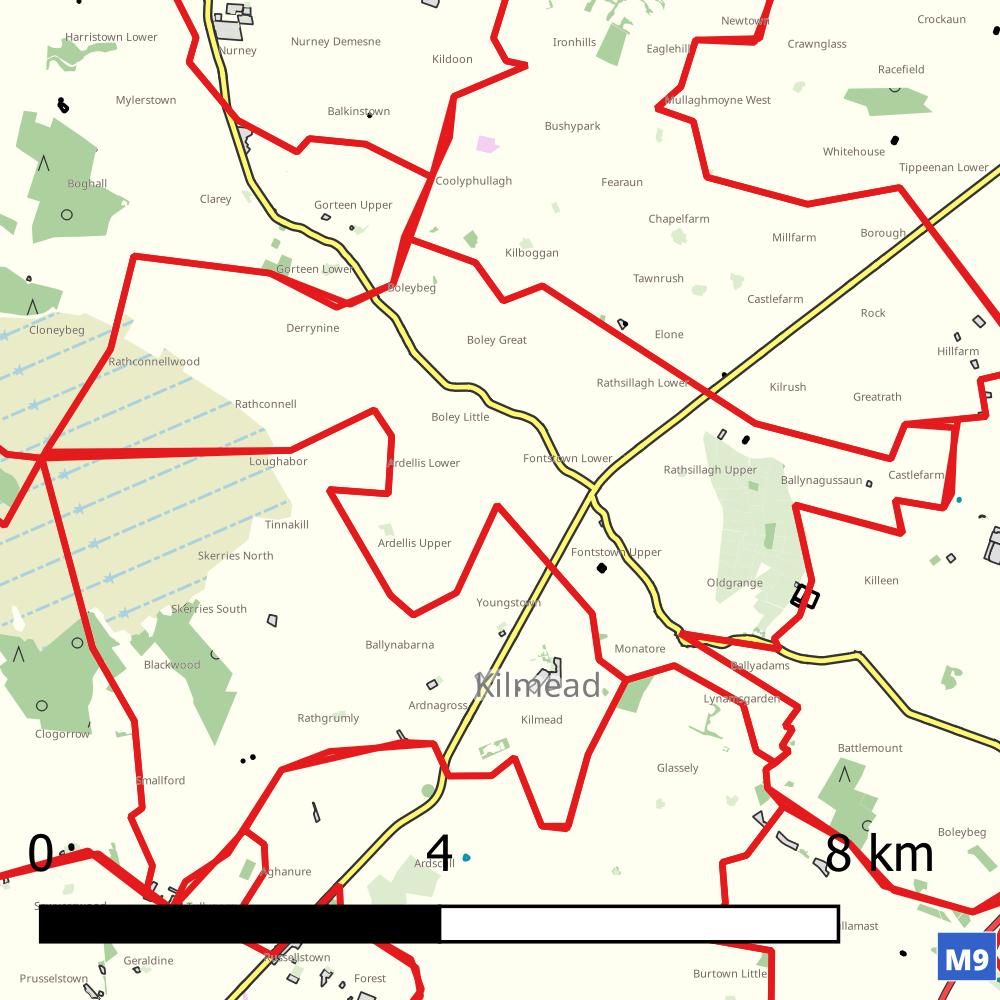 Newtown
Crockaun
Harristown Lower
Nurney Demesne
Ironhills
Crawnglass
Nurney
Eaglehill
Kildoon
Racefield
Mylerstown
Mullaghmoyne West
Balkinstown
Bushypark
Whitehouse
Tippeenan Lower
Boghall
Coolyphullagh
Fearaun
Clarey
Gorteen Upper
Chapelfarm
Millfarm
Borough
Kilboggan
Gorteen Lower
Tawnrush
Boleybeg
Castlefarm
Rock
Cloneybeg
Derrynine
Elone
Boley Great
Hillfarm
Rathconnellwood
Rathsillagh Lower
Kilrush
Greatrath
Rathconnell
Boley Little
Loughabor
Ardellis Lower
Fontstown Lower
Rathsillagh Upper
Ballynagussaun
Castlefarm
Tinnakill
Ardellis Upper
Skerries North
Fontstown Upper
Oldgrange
Killeen
Skerries South
Youngstown
Ballynabarna
Monatore
Blackwood
Ballyadams
Kilmead
Lynamsgarden
Ardnagross
Rathgrumly
Kilmead
Clogorrow
Battlemount
Glassely
Smallford
Boleybeg
0 4 8 km
Ardscull
Aghanure
Russellstown
Geraldine
Burtown Little
M9
Prusselstown
Forest